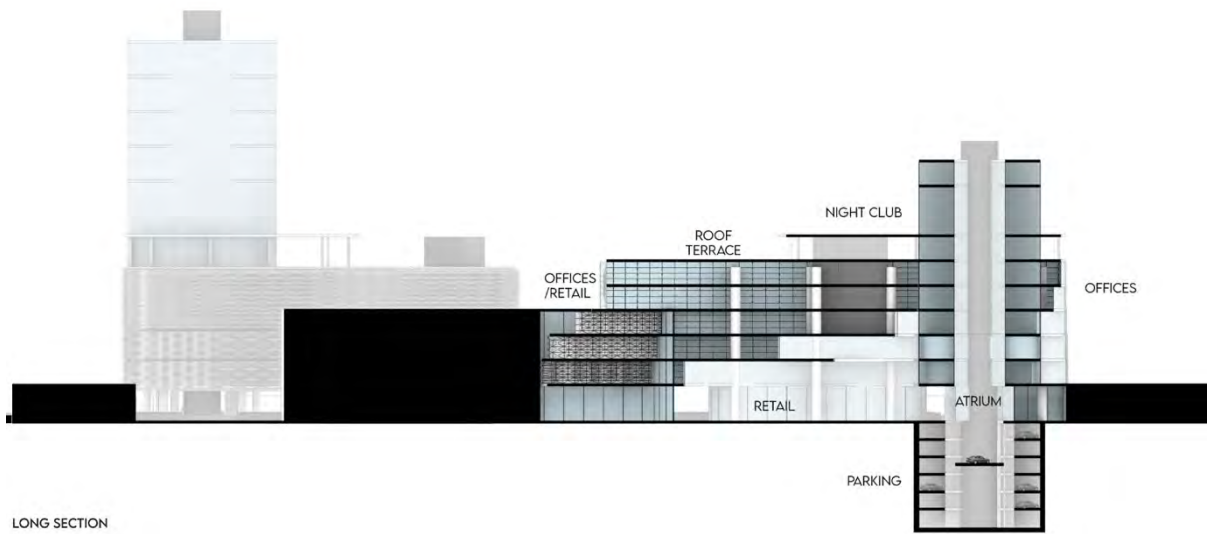 NIGHT CLUB
ROOF
TERRACE
OFFICES
/RETAIL
OFFICES
RETAIL
ATRIUM
PARKING
LONG SECTION